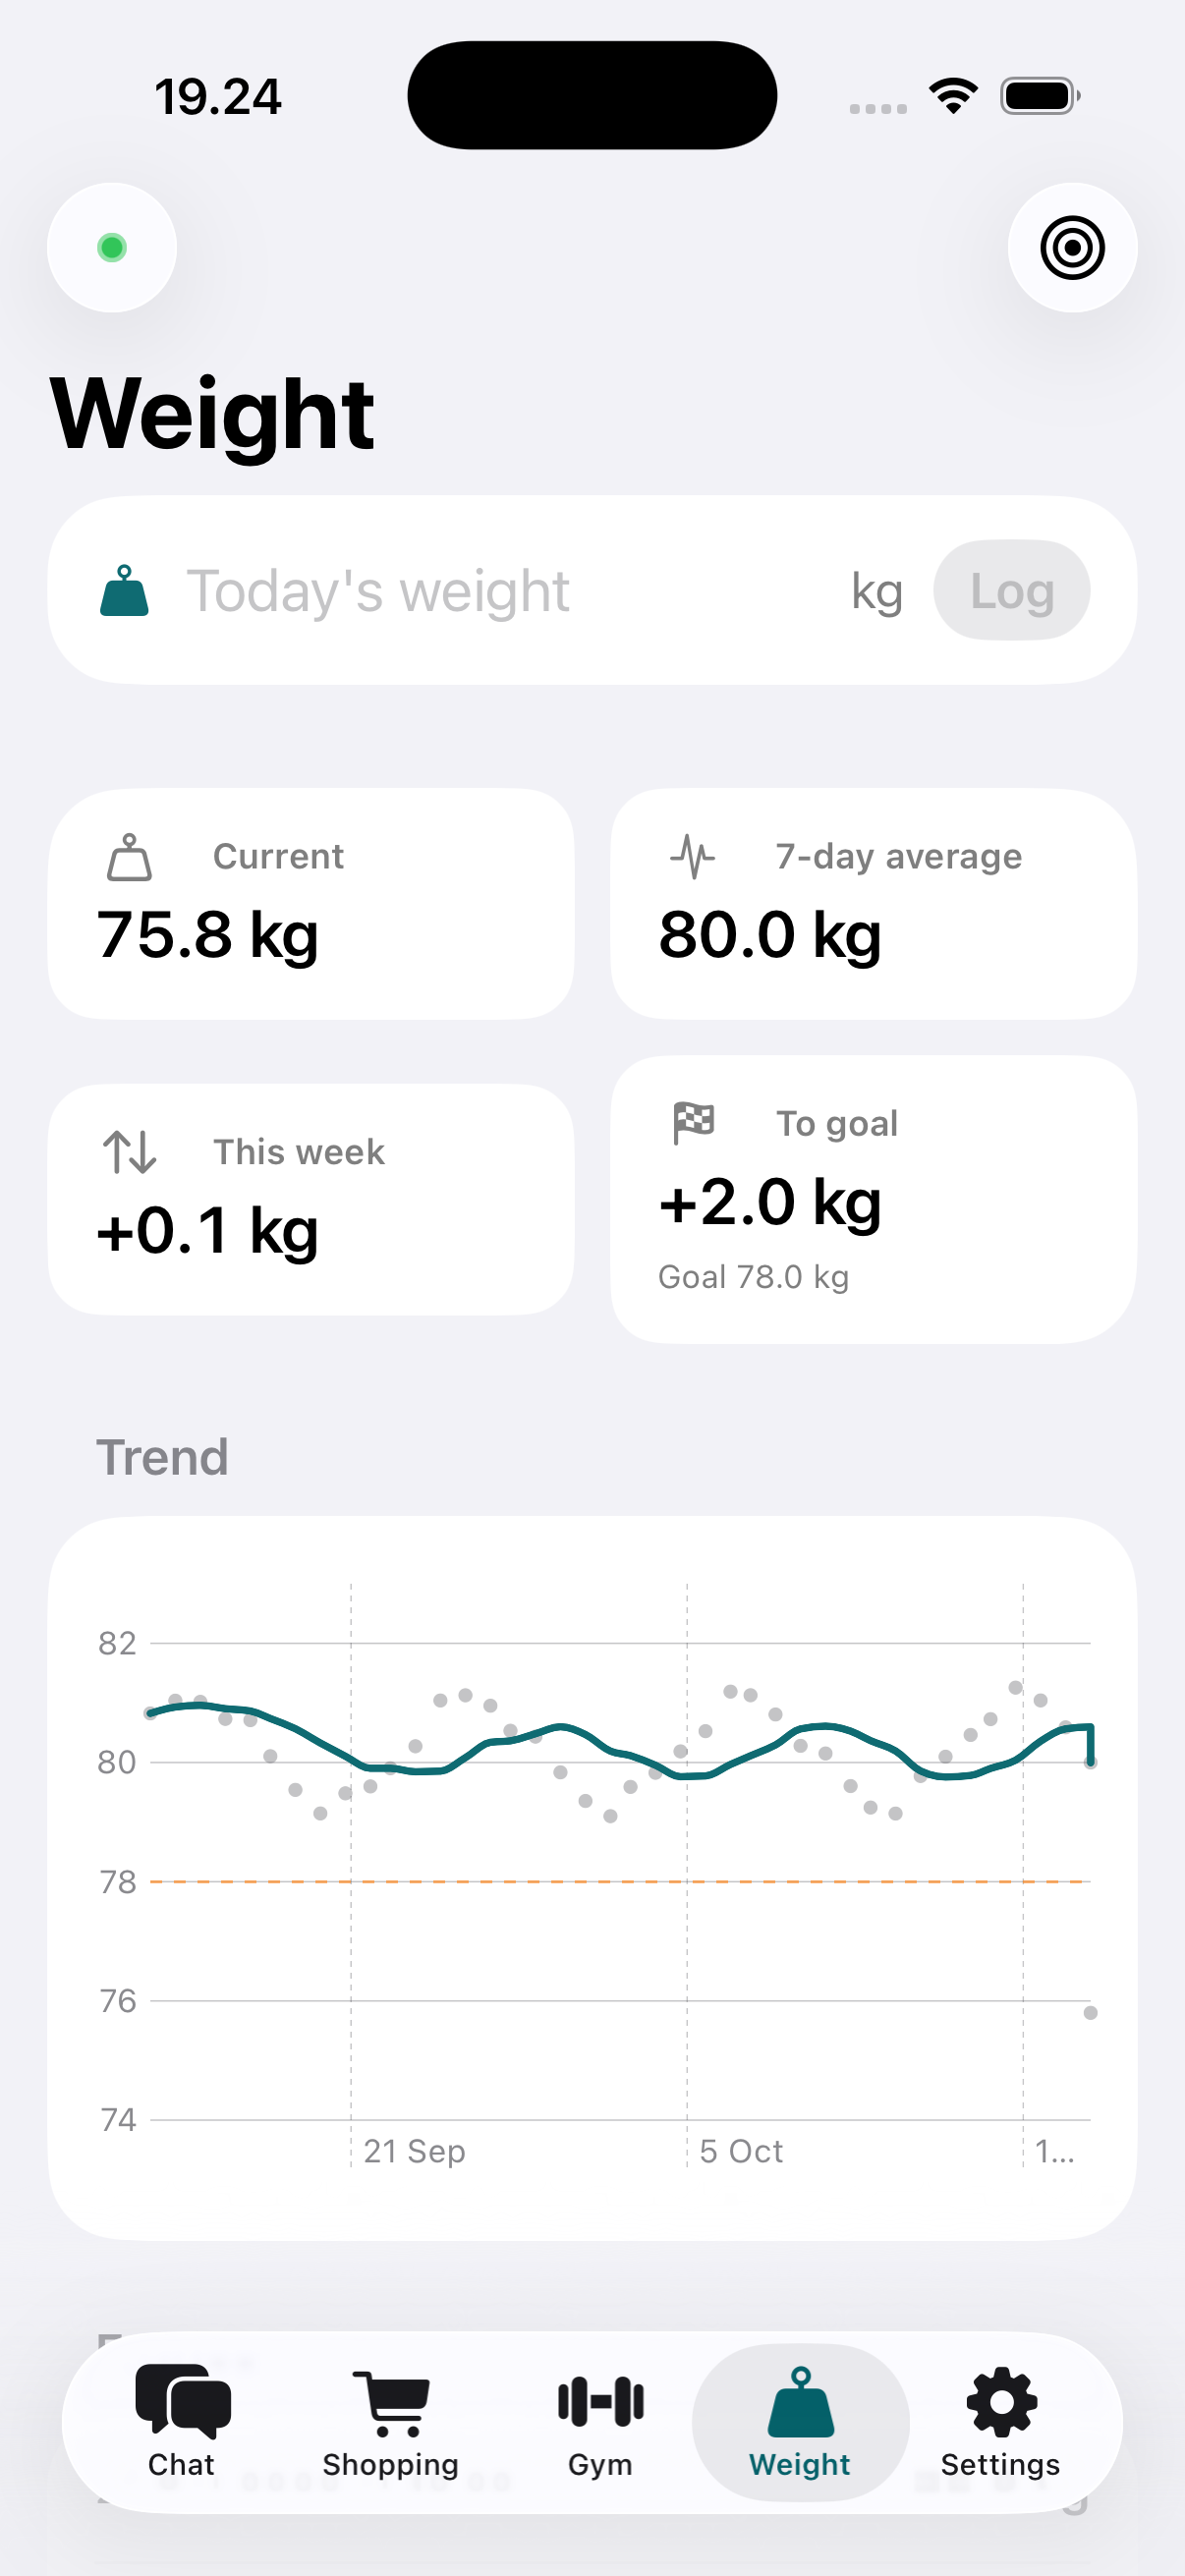 19.24
Weight
Today's weight kg Log
Current
75.8 kg
7-day average
80.0 kg
This week
+0.1 kg
To goal
+2.0 kg
Goal 78.0 kg
Trend
82
80
78
76
74
21 Sep 5 Oct 1...
Chat Shopping Gym Weight Settings